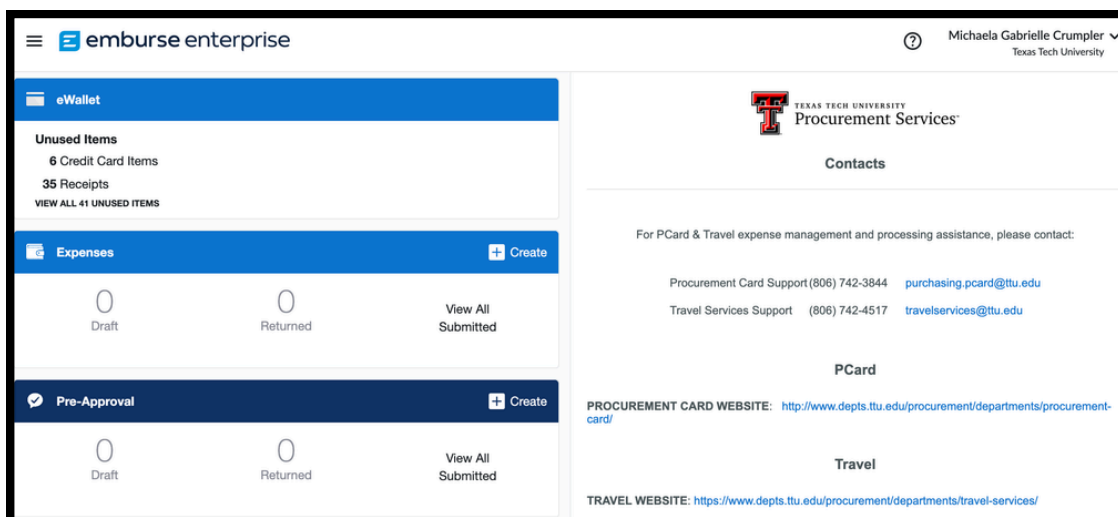 emburse enterprise
Michaela Gabrielle Crumpler
Texas Tech University
eWallet
Unused Items
6 Credit Card Items
35 Receipts
VIEW ALL 41 UNUSED ITEMS
Expenses
Create
0
Draft
0
Returned
View All
Submitted
Pre-Approval
Create
0
Draft
0
Returned
View All
Submitted
TEXAS TECH UNIVERSITY
Procurement Services
Contacts
For PCard & Travel expense management and processing assistance, please contact:
Procurement Card Support (806) 742-3844 purchasing.pcard@ttu.edu
Travel Services Support (806) 742-4517 travelservices@ttu.edu
PCard
PROCUREMENT CARD WEBSITE: http://www.depts.ttu.edu/procurement/departments/procurement-
card/
Travel
TRAVEL WEBSITE: https://www.depts.ttu.edu/procurement/departments/travel-services/